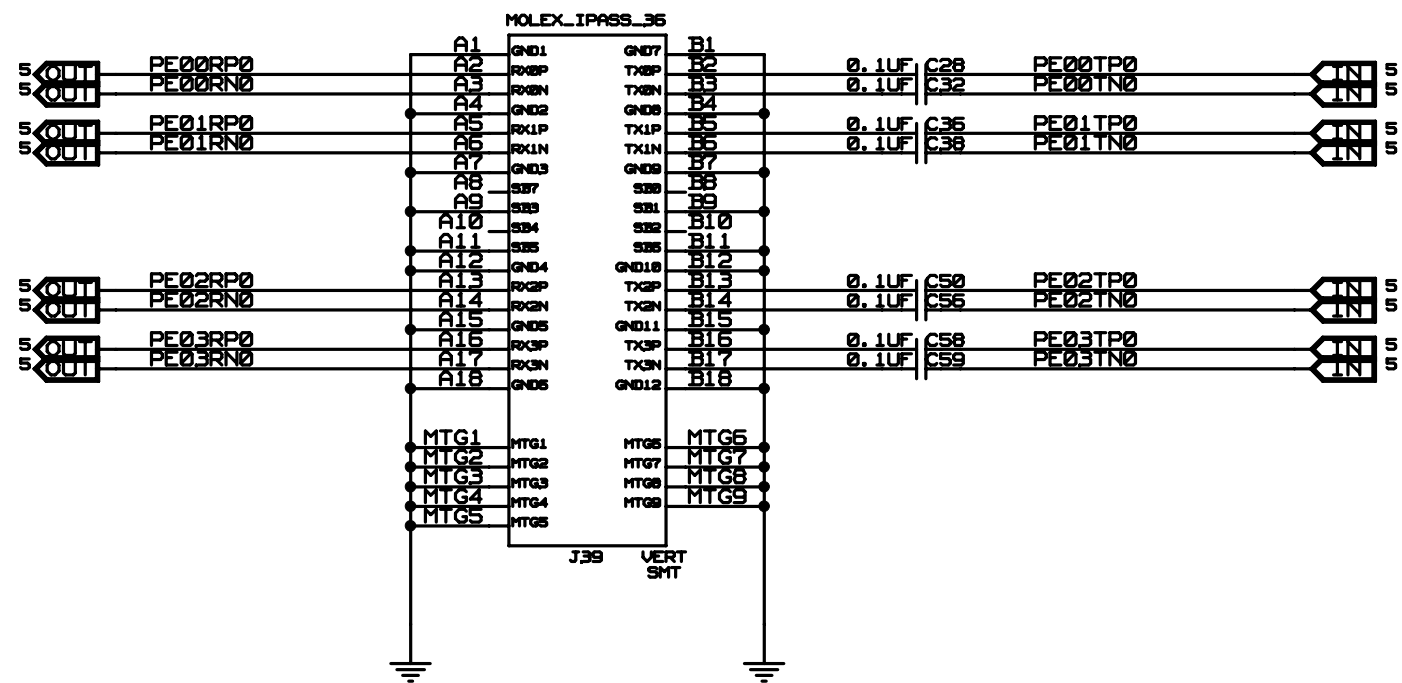 MOLEX_IPASS_36
A1 GND1 GND7 B1
5 OUT PE00RP0 A2 RX0P TX0P B2 0.1UF C28 PE00TP0 IN 5
5 OUT PE00RN0 A3 RX0N TX0N B3 0.1UF C32 PE00TN0 IN 5
A4 GND2 GND8 B4
5 OUT PE01RP0 A5 RX1P TX1P B5 0.1UF C36 PE01TP0 IN 5
5 OUT PE01RN0 A6 RX1N TX1N B6 0.1UF C38 PE01TN0 IN 5
A7 GND3 GND9 B7
A8 SB7 SB0 B8
A9 SB3 SB1 B9
A10 SB4 SB2 B10
A11 SB5 SB6 B11
A12 GND4 GND10 B12
5 OUT PE02RP0 A13 RX2P TX2P B13 0.1UF C50 PE02TP0 IN 5
5 OUT PE02RN0 A14 RX2N TX2N B14 0.1UF C56 PE02TN0 IN 5
A15 GND5 GND11 B15
5 OUT PE03RP0 A16 RX3P TX3P B16 0.1UF C58 PE03TP0 IN 5
5 OUT PE03RN0 A17 RX3N TX3N B17 0.1UF C59 PE03TN0 IN 5
A18 GND6 GND12 B18
MTG1 MTG1 MTG6 MTG6
MTG2 MTG2 MTG7 MTG7
MTG3 MTG3 MTG8 MTG8
MTG4 MTG4 MTG9 MTG9
MTG5 MTG5
J39 VERT
SMT